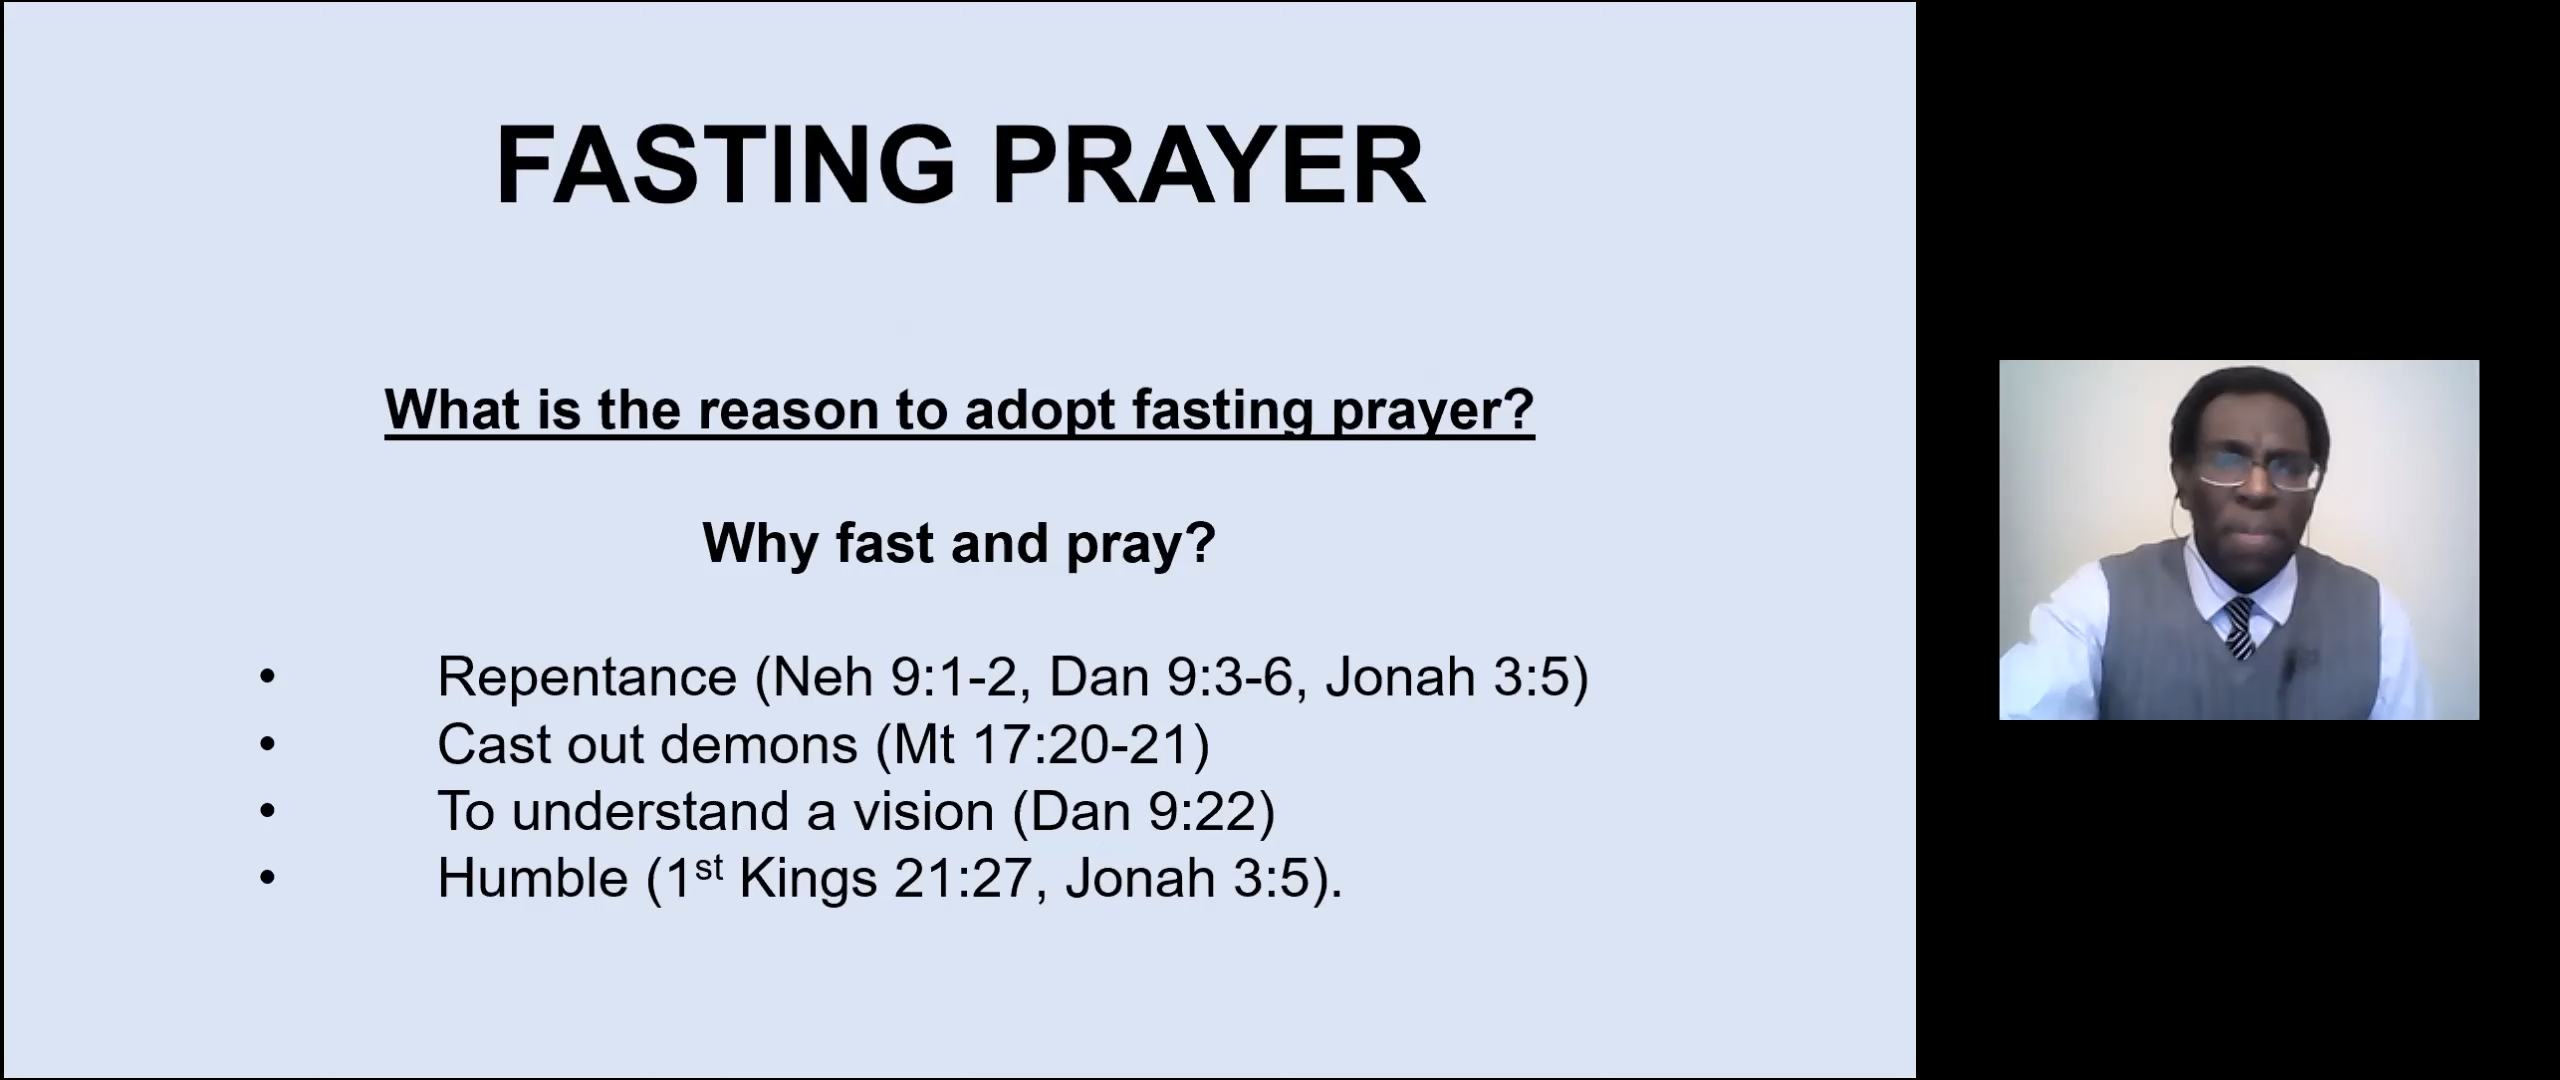 FASTING PRAYER
What is the reason to adopt fasting prayer?
Why fast and pray?
• Repentance (Neh 9:1-2, Dan 9:3-6, Jonah 3:5)
• Cast out demons (Mt 17:20-21)
• To understand a vision (Dan 9:22)
• Humble (1st Kings 21:27, Jonah 3:5).